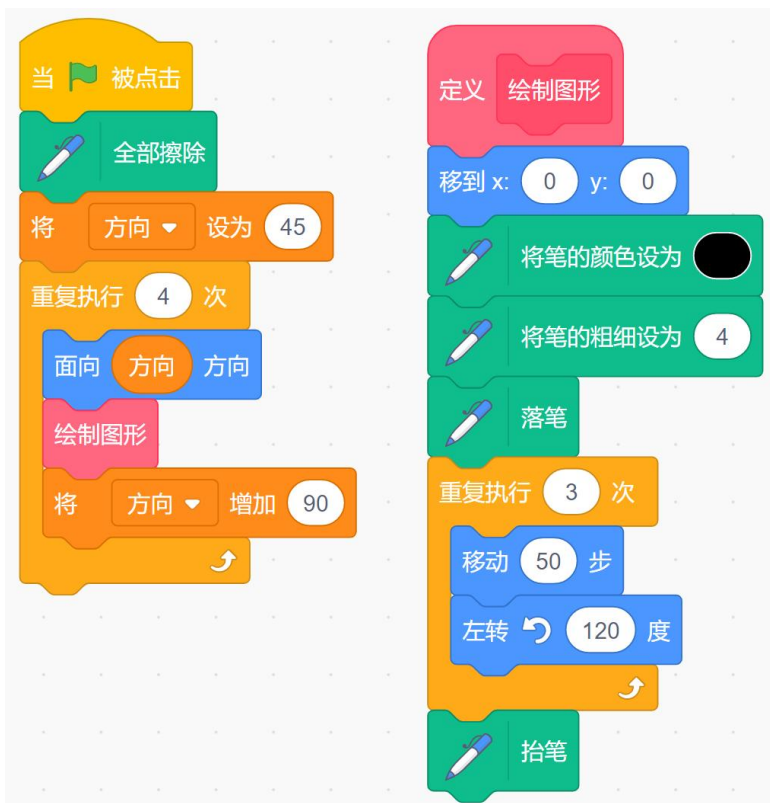 当 被点击
全部擦除
将 方向 设为 45
重复执行 4 次
面向 方向 方向
绘制图形
将 方向 增加 90
定义 绘制图形
移到 x: 0 y: 0
将笔的颜色设为
将笔的粗细设为 4
落笔
重复执行 3 次
移动 50 步
左转 120 度
抬笔